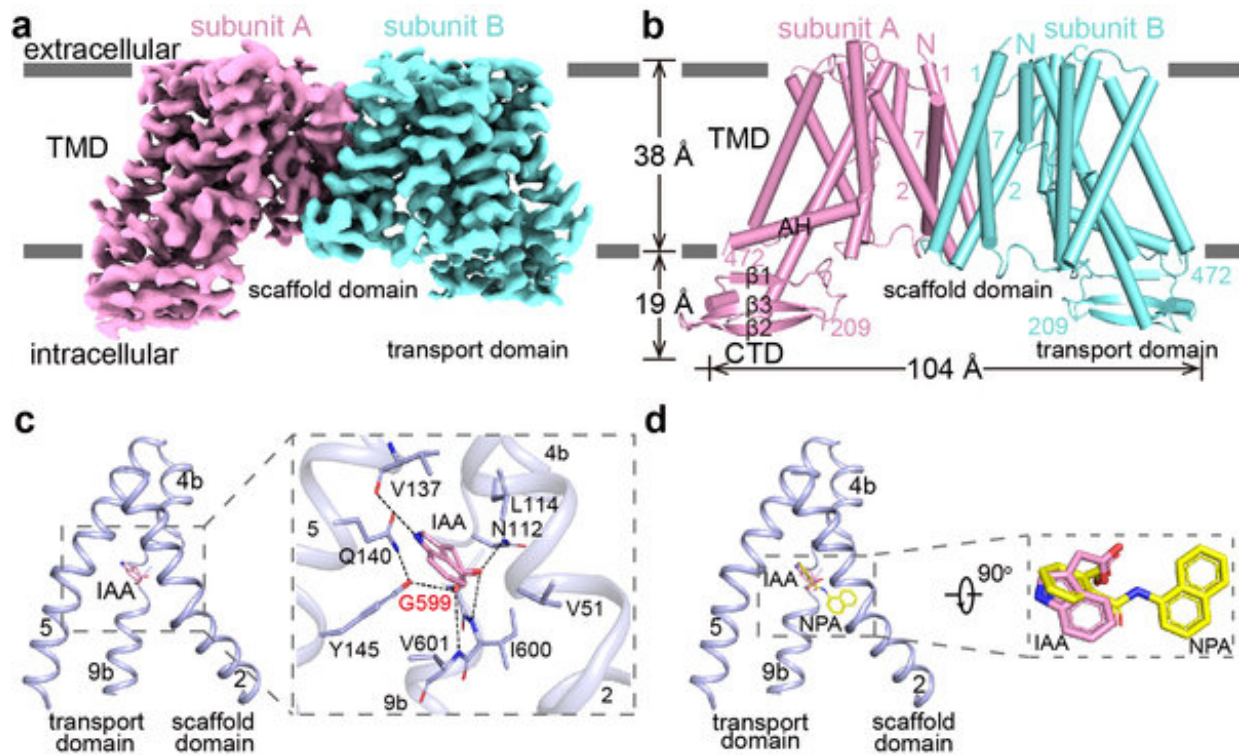 a
subunit A
subunit B
extracellular
TMD
scaffold domain
intracellular
transport domain
b
subunit A
subunit B
N
N
C
C
1
1
TMD
38 Å
7
7
2
2
AH
472
472
β1
19 Å
scaffold domain
β3
β2
209
209
CTD
transport domain
104 Å
c
4b
IAA
5
9b
2
transport
domain
scaffold
domain
4b
V137
L114
5
IAA
N112
Q140
G599
V51
Y145
V601
I600
9b
2
d
4b
IAA
NPA
5
9b
2
transport
domain
scaffold
domain
90°
IAA
NPA